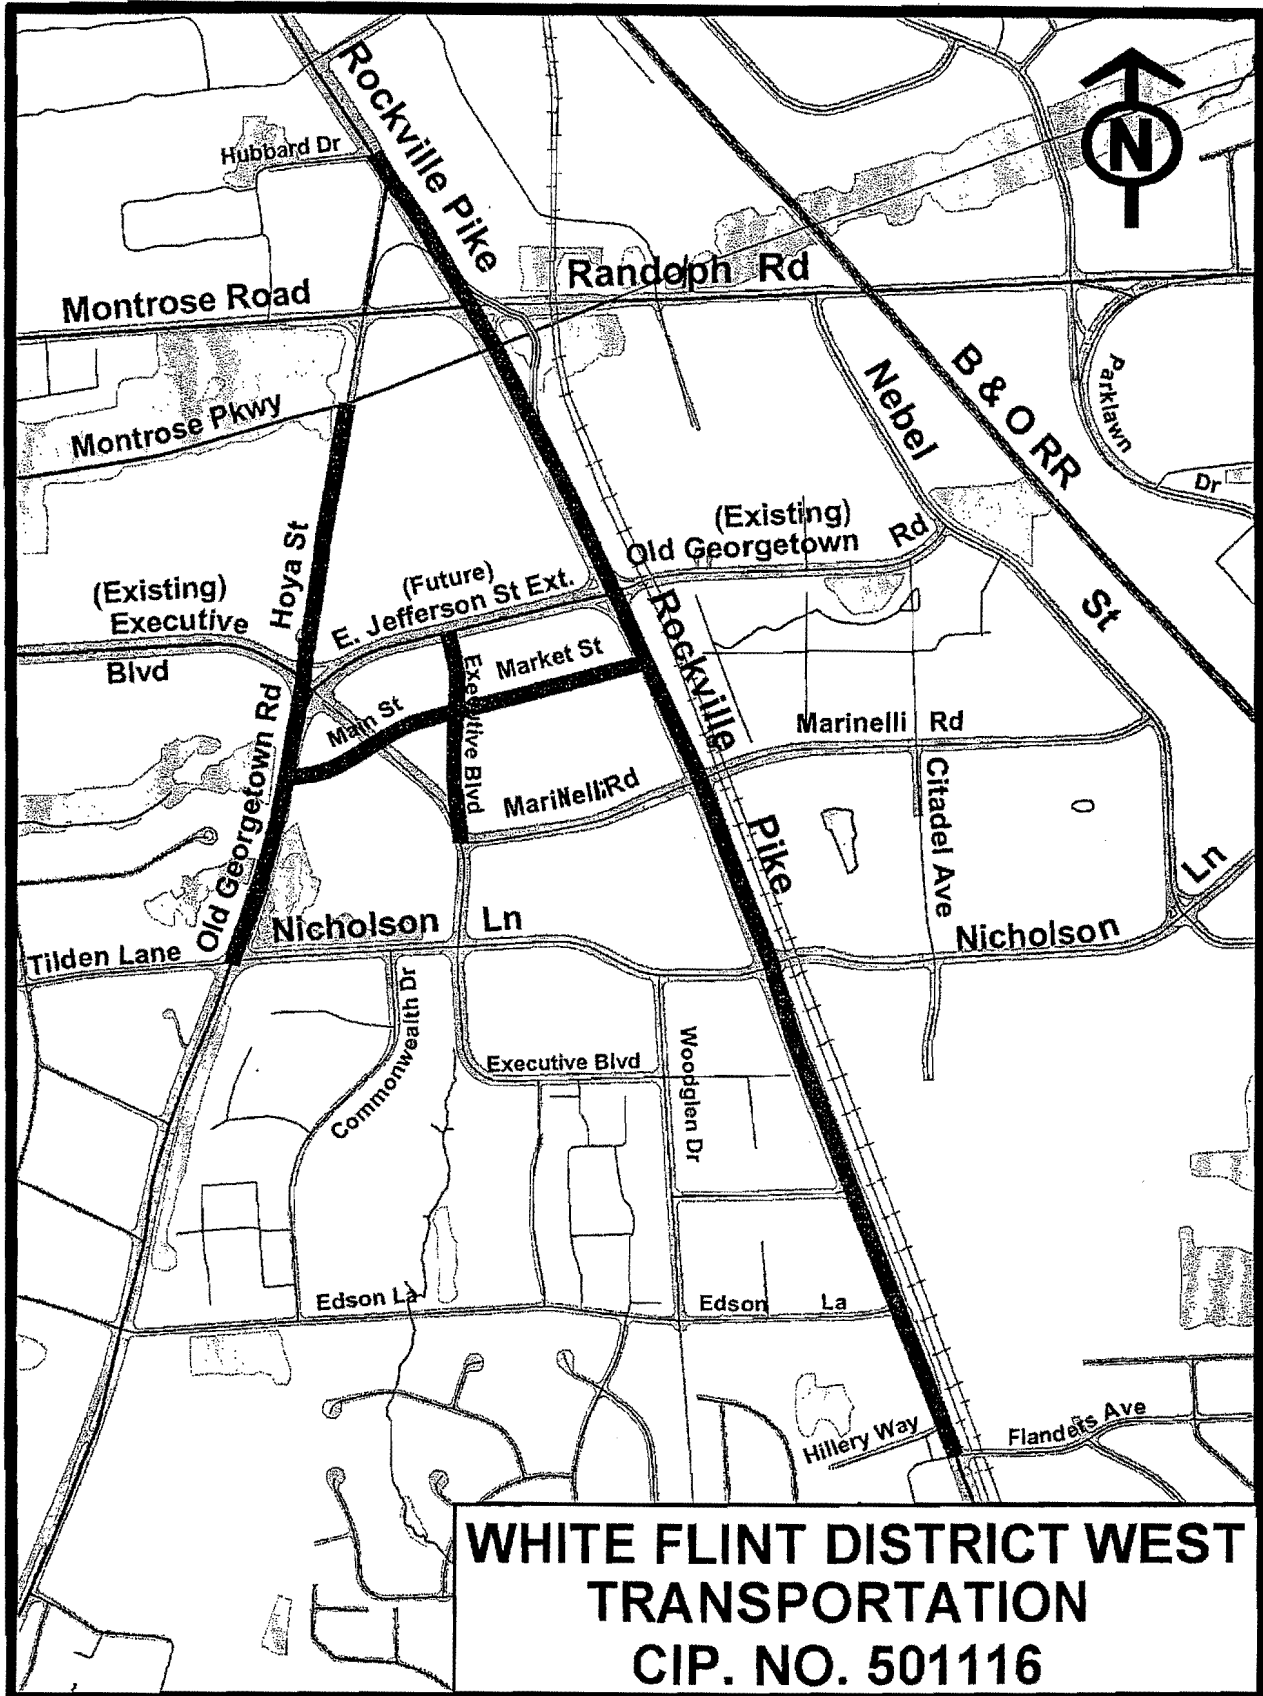 Rockville Pike
N
Hubbard Dr
Randoph Rd
Montrose Road
B & O RR
Nebel
St
Parklawn
Dr
Montrose Pkwy
(Existing)
Old Georgetown Rd
Hoya St
(Future)
E. Jefferson St Ext.
(Existing)
Executive
Blvd
Rockville
Pike
Market St
Main St
Executive Blvd
Marinelli Rd
MariNelli Rd
Old Georgetown Rd
Citadel Ave
Ln
Nicholson Ln
Nicholson
Tilden Lane
Commonwealth Dr
Woodglen Dr
Executive Blvd
Edson La
Edson La
Hillery Way
Flanders Ave
WHITE FLINT DISTRICT WEST
TRANSPORTATION
CIP. NO. 501116